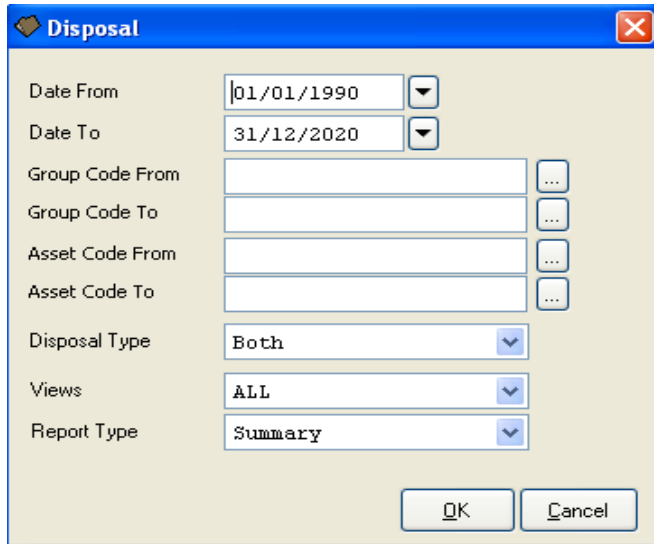 Disposal
Date From 01/01/1990
Date To 31/12/2020
Group Code From ...
Group Code To ...
Asset Code From ...
Asset Code To ...
Disposal Type Both
Views ALL
Report Type Summary
OK Cancel